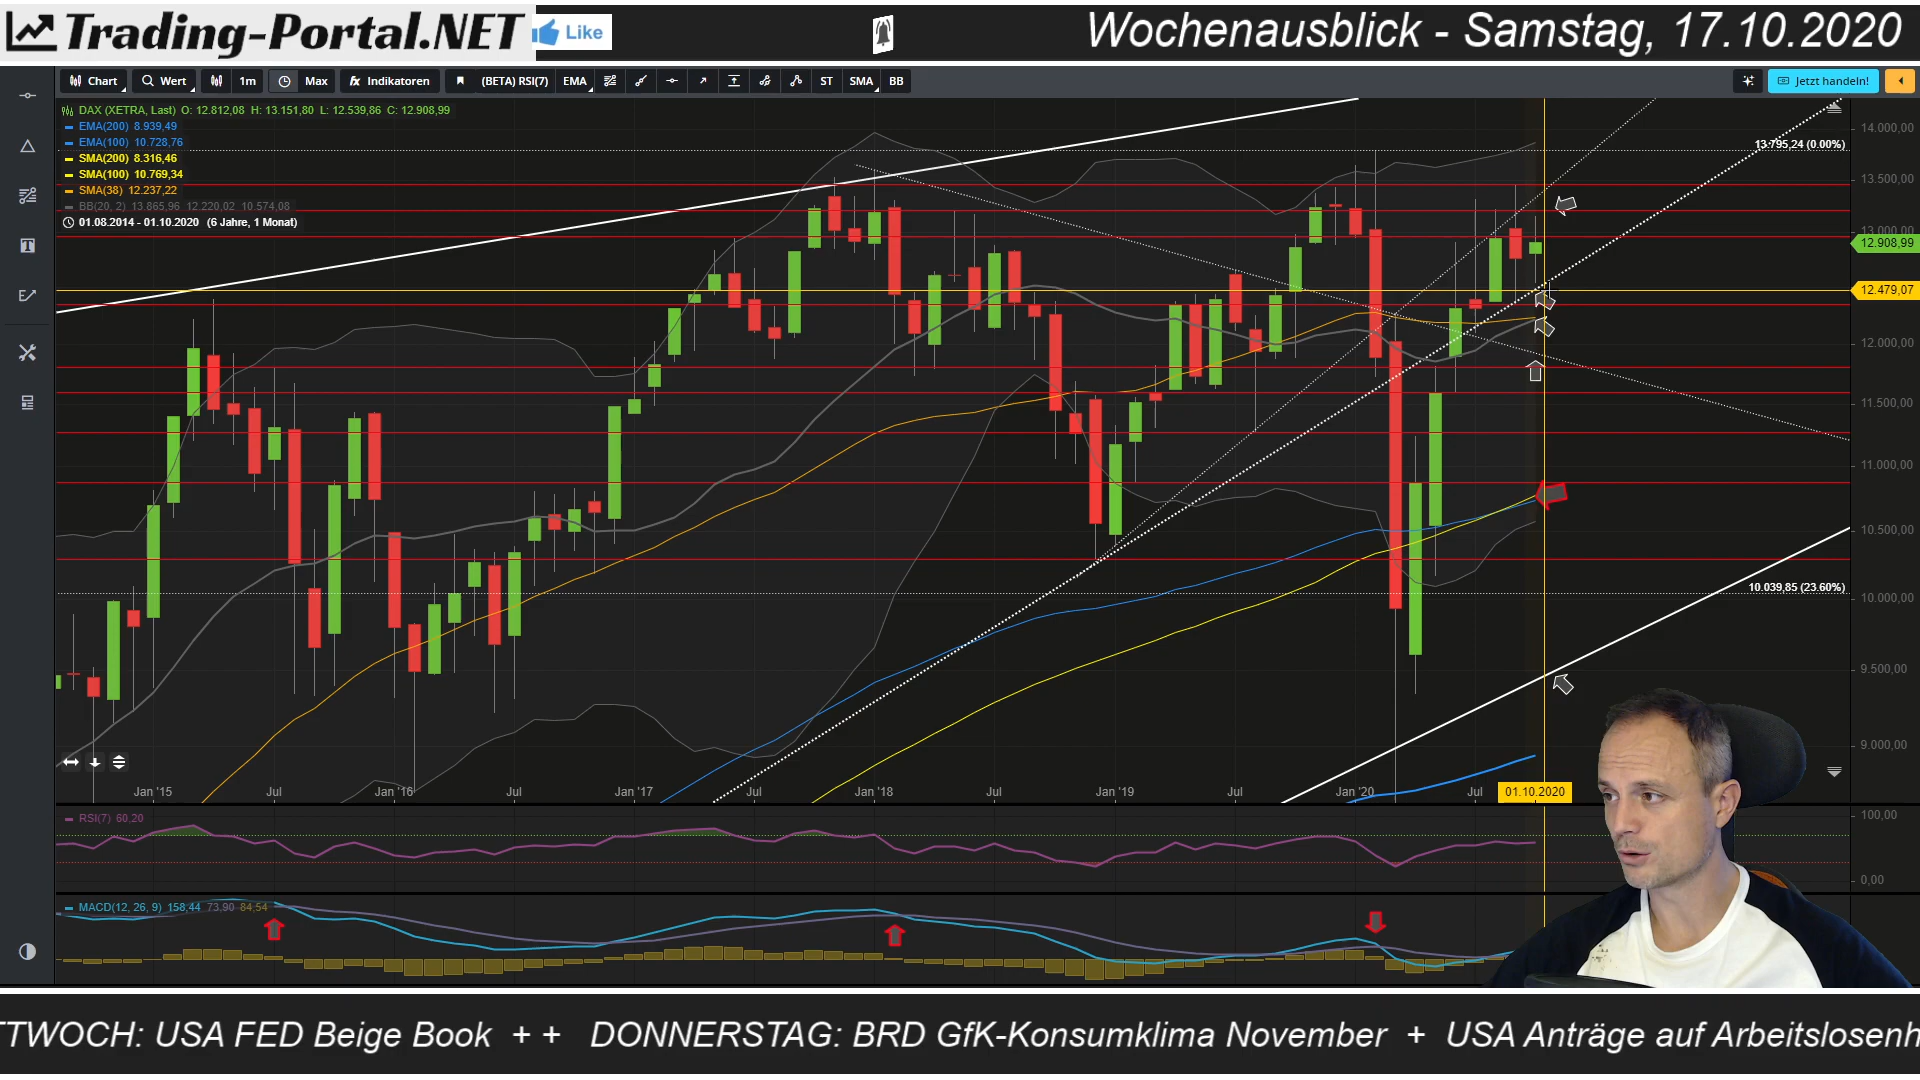 Trading-Portal.NET
Like
Wochenausblick - Samstag, 17.10.2020
Chart Wert 1m Max fx Indikatoren (BETA) RSI(7) EMA ST SMA BB Jetzt handeln!
DAX (XETRA, Last) O: 12.812,08 H: 13.151,80 L: 12.539,86 C: 12.908,99
EMA(200) 8.939,49
EMA(100) 10.728,76
SMA(200) 8.316,46
SMA(100) 10.769,34
SMA(38) 12.237,22
BB(20, 2) 13.865,96 12.220,02 10.574,08
01.08.2014 - 01.10.2020 (6 Jahre, 1 Monat)
14.000,00
13.795,24 (0.00%)
13.500,00
13.000,00
12.908,99
12.479,07
12.000,00
11.500,00
11.000,00
10.500,00
10.039,85 (23.60%)
10.000,00
9.500,00
9.000,00
Jan '15 Jul Jan '16 Jul Jan '17 Jul Jan '18 Jul Jan '19 Jul Jan '20 Jul 01.10.2020
RSI(7) 60,20
100,00
0,00
MACD(12, 26, 9) 158,44 73,90 84,54
TTWOCH: USA FED Beige Book + + DONNERSTAG: BRD GfK-Konsumklima November + USA Anträge auf Arbeitslosenh